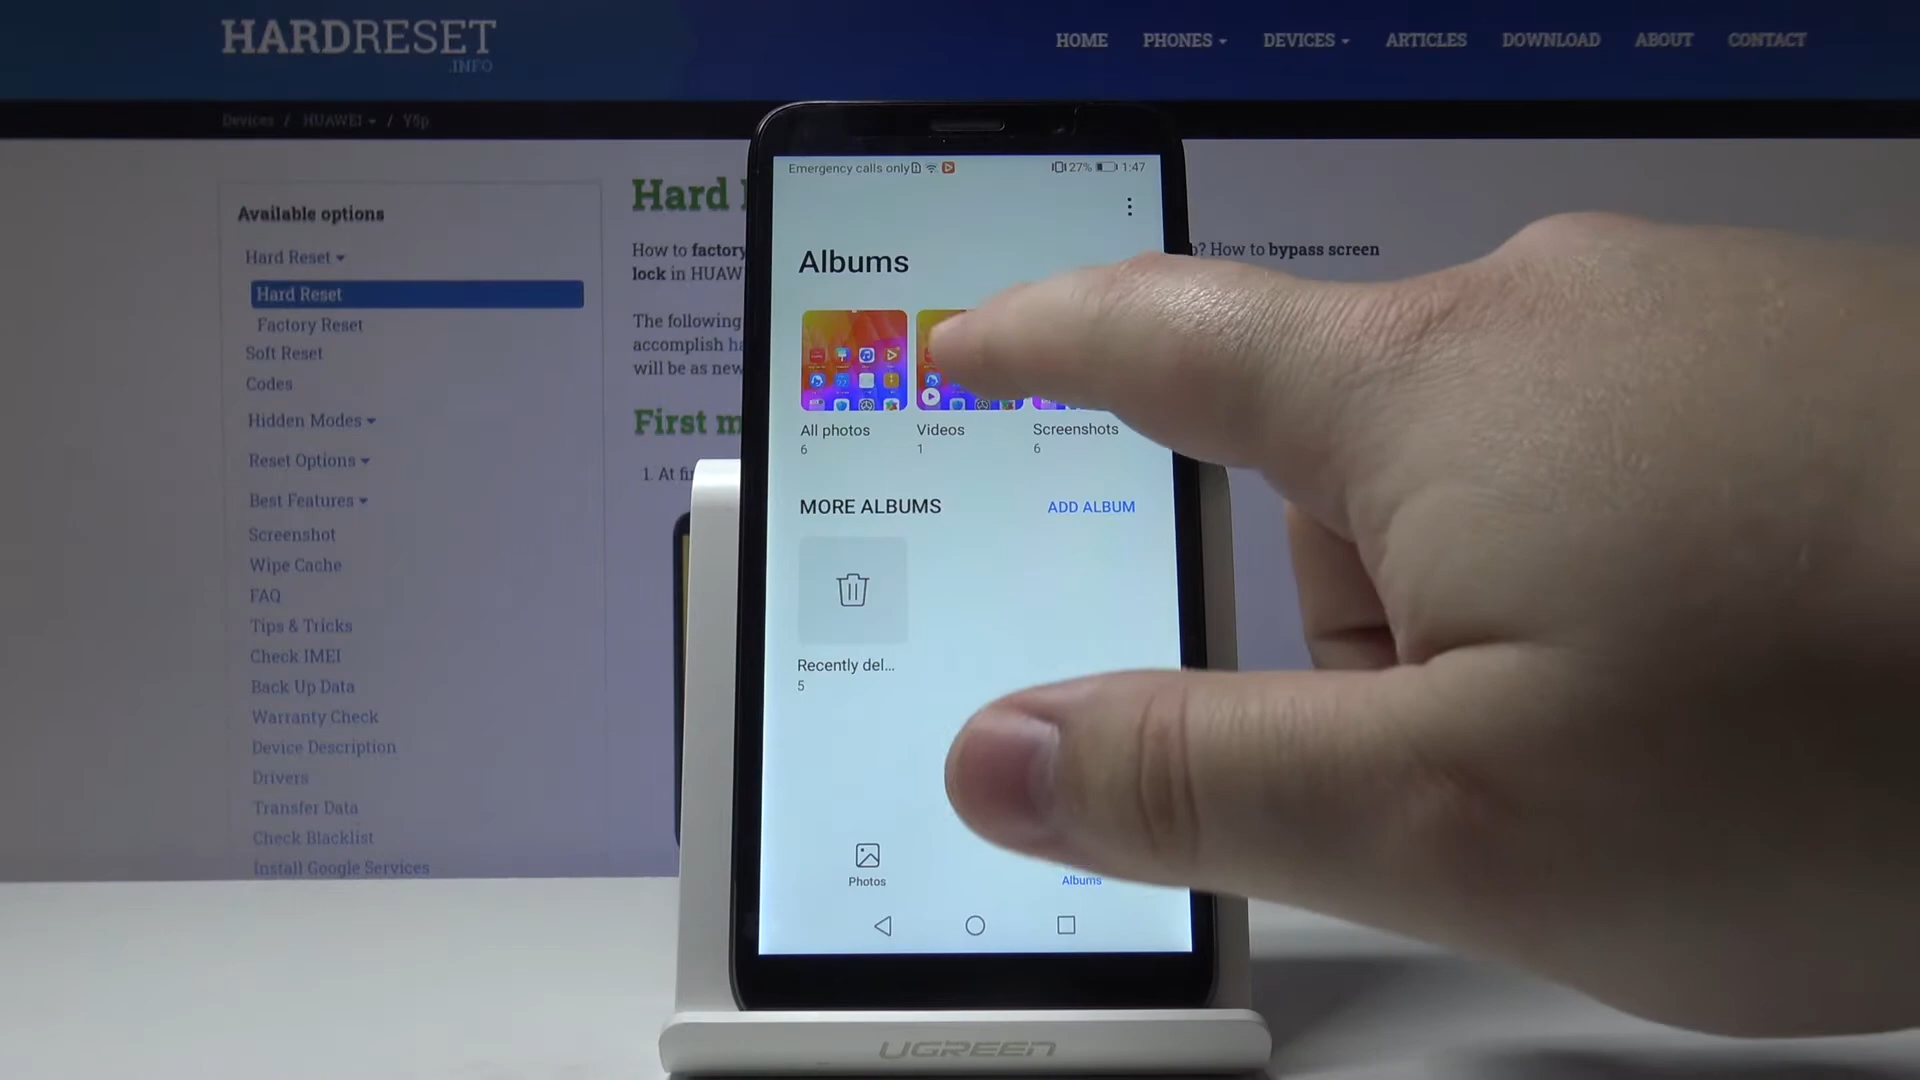 HARDRESET
.INFO
HOME PHONES DEVICES ARTICLES DOWNLOAD ABOUT CONTACT
Devices / HUAWEI / Y5p
Available options
Hard Reset
Hard Reset
Factory Reset
Soft Reset
Codes
Hidden Modes
Reset Options
Best Features
Screenshot
Wipe Cache
FAQ
Tips & Tricks
Check IMEI
Back Up Data
Warranty Check
Device Description
Drivers
Transfer Data
Check Blacklist
Install Google Services
Hard
How to factory
? How to bypass screen
lock in HUAW
The following
accomplish
will be as new
First
1. At
Emergency calls only
27% 1:47
Albums
All photos
6
Videos
1
Screenshots
6
MORE ALBUMS
ADD ALBUM
Recently del...
5
Photos
Albums
UGREEN